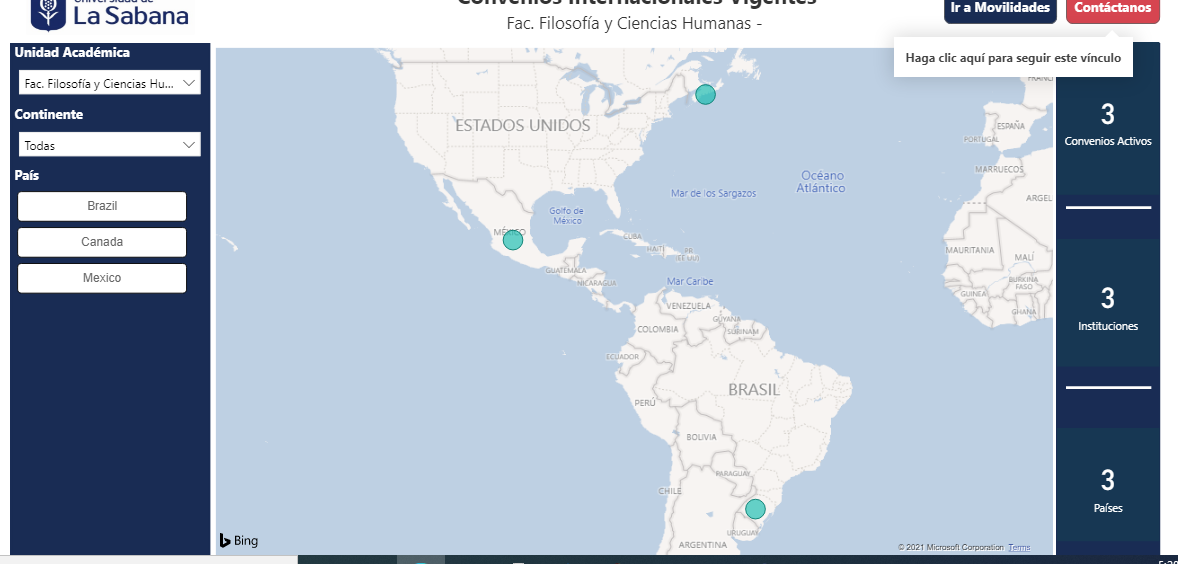 Universidad de
La Sabana
Convenios Internacionales Vigentes
Fac. Filosofía y Ciencias Humanas -
Ir a Movilidades
Contáctanos
Haga clic aquí para seguir este vínculo
Unidad Académica
Fac. Filosofía y Ciencias Hu...
Continente
Todas
País
Brazil
Canada
Mexico
ESTADOS UNIDOS
Océano
Atlántico
Mar de los Sargazos
Golfo de
México
MÉXICO
CUBA
HAITÍ
PR
(EE UU)
GUATEMALA
NICARAGUA
Mar Caribe
VENEZUELA
GUYANA
SURINAM
COLOMBIA
ECUADOR
BRASIL
PERÚ
BOLIVIA
PARAGUAY
CHILE
URUGUAY
ARGENTINA
ESPAÑA
PORTUGAL
MARRUECOS
ARGEL
MAURITANIA
MALÍ
BURKINA
FASO
GUINEA
GHANA
Bing
© 2021 Microsoft Corporation Terms
3
Convenios Activos
3
Instituciones
3
Países